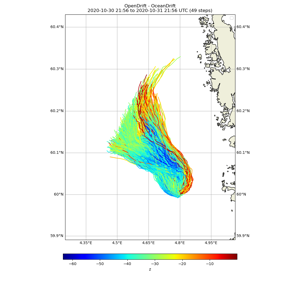 OpenDrift - OceanDrift
2020-10-30 21:56 to 2020-10-31 21:56 UTC (49 steps)
60.4°N 60.4°N
60.3°N 60.3°N
60.2°N 60.2°N
60.1°N 60.1°N
60°N 60°N
59.9°N 59.9°N
4.35°E 4.5°E 4.65°E 4.8°E 4.95°E
−60 −50 −40 −30 −20 −10
z